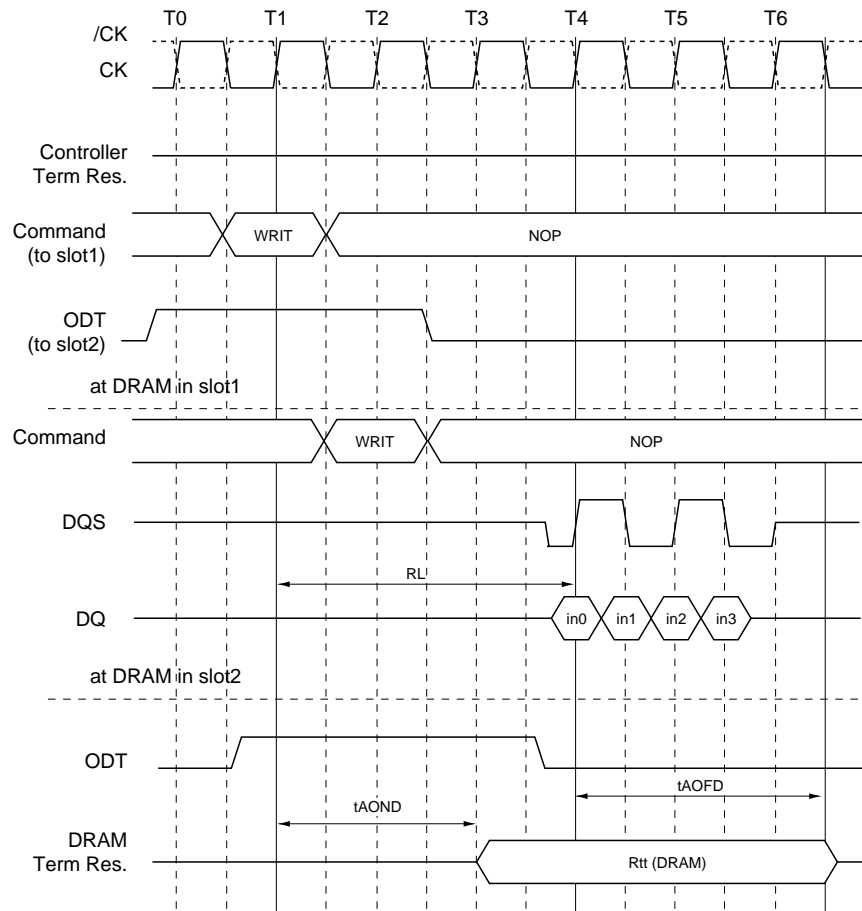 T0 T1 T2 T3 T4 T5 T6
/CK
CK
Controller
Term Res.
Command
(to slot1)
WRIT
NOP
ODT
(to slot2)
at DRAM in slot1
Command
WRIT
NOP
DQS
RL
DQ
in0 in1 in2 in3
at DRAM in slot2
ODT
tAOND
tAOFD
DRAM
Term Res.
Rtt (DRAM)